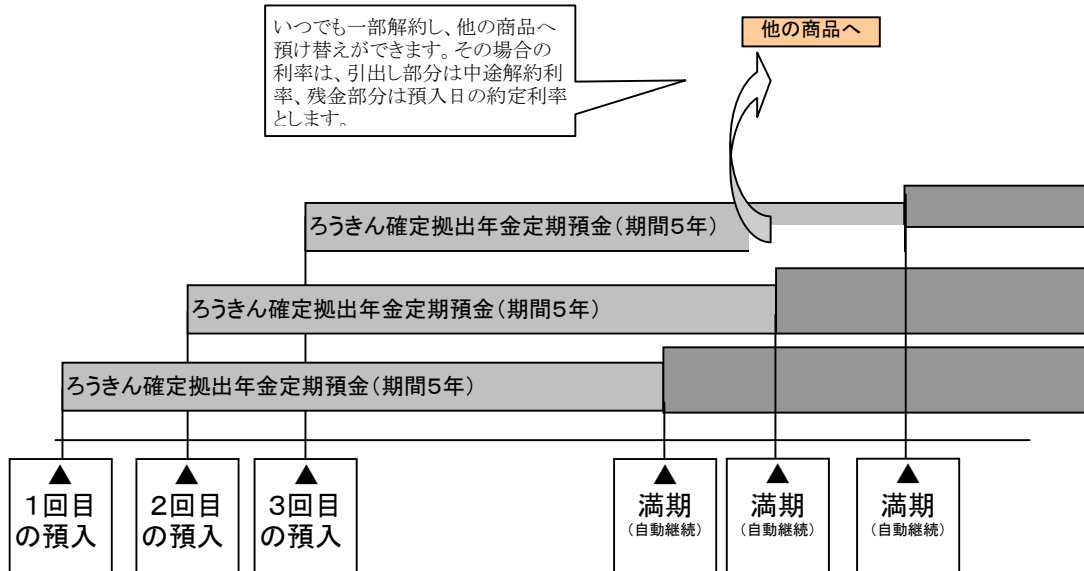 いつでも一部解約し、他の商品へ
預け替えができます。その場合の
利率は、引出し部分は中途解約利
率、残金部分は預入日の約定利率
とします。
他の商品へ
ろうきん確定拠出年金定期預金(期間5年)
ろうきん確定拠出年金定期預金(期間5年)
ろうきん確定拠出年金定期預金(期間5年)
▲
1回目
の預入
▲
2回目
の預入
▲
3回目
の預入
▲
満期
(自動継続)
▲
満期
(自動継続)
▲
満期
(自動継続)